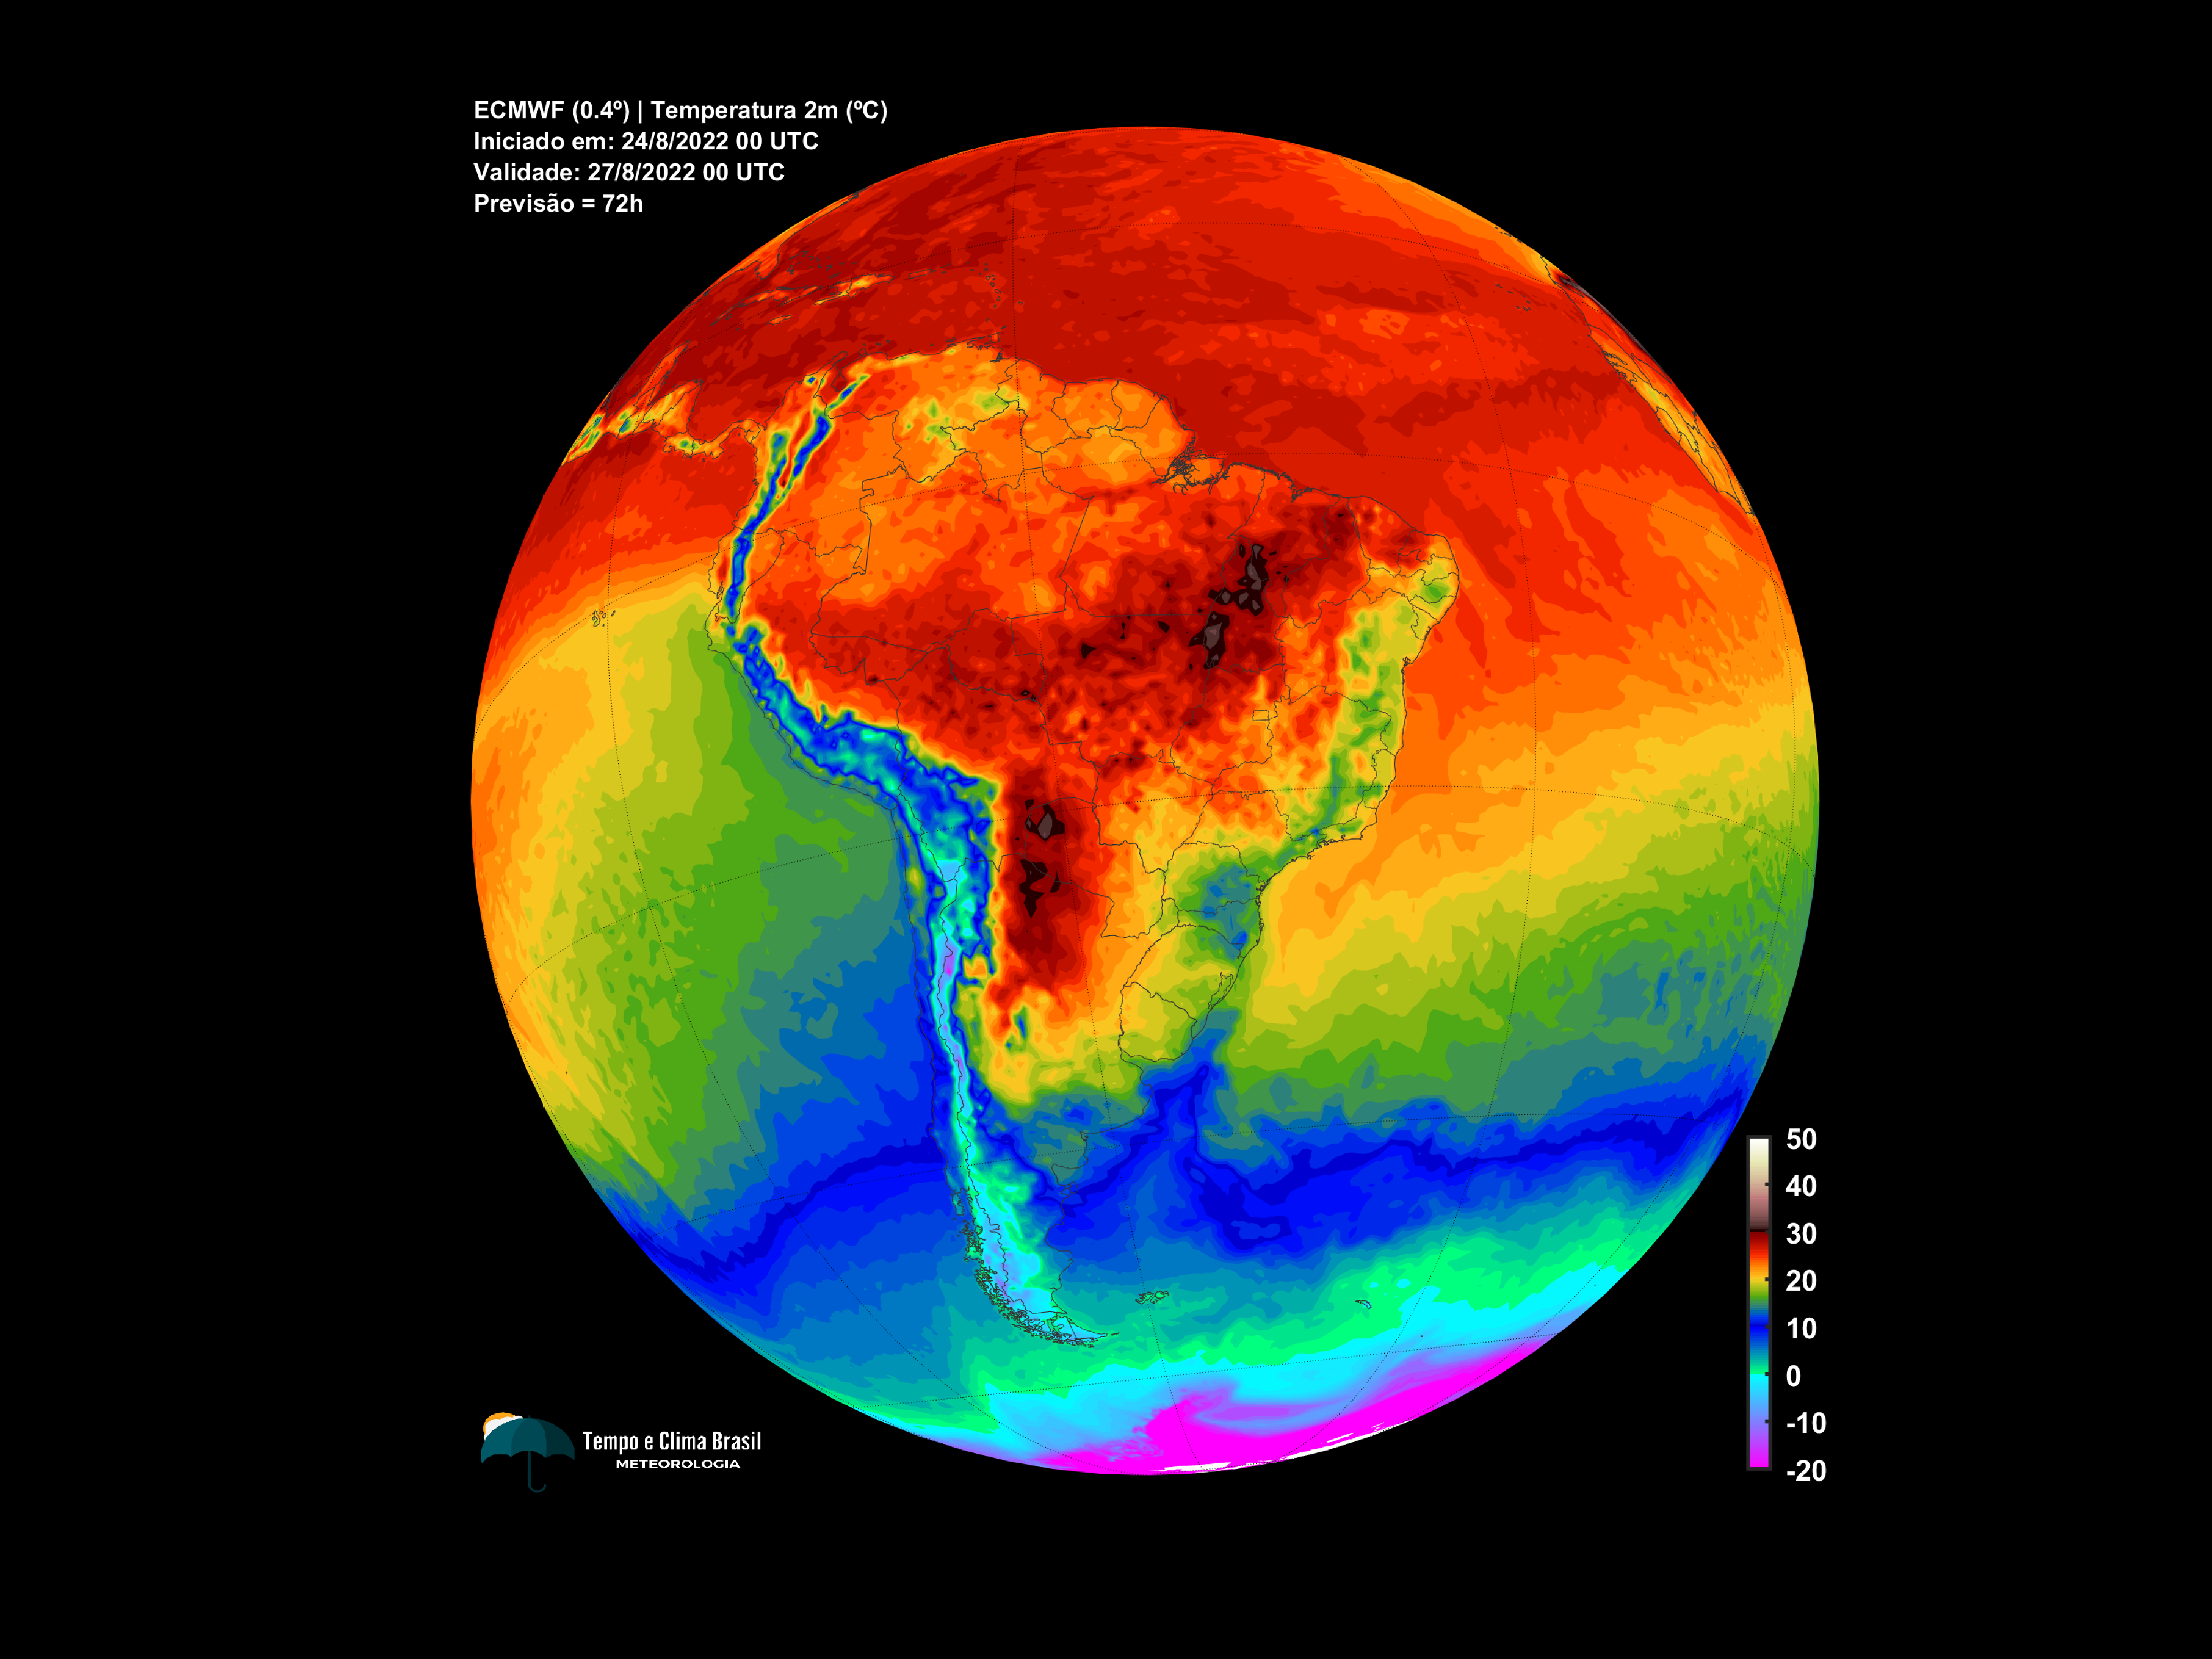 ECMWF (0.4º) | Temperatura 2m (ºC)
Iniciado em: 24/8/2022 00 UTC
Validade: 27/8/2022 00 UTC
Previsão = 72h
50
40
30
20
10
0
-10
-20
Tempo e Clima Brasil
METEOROLOGIA